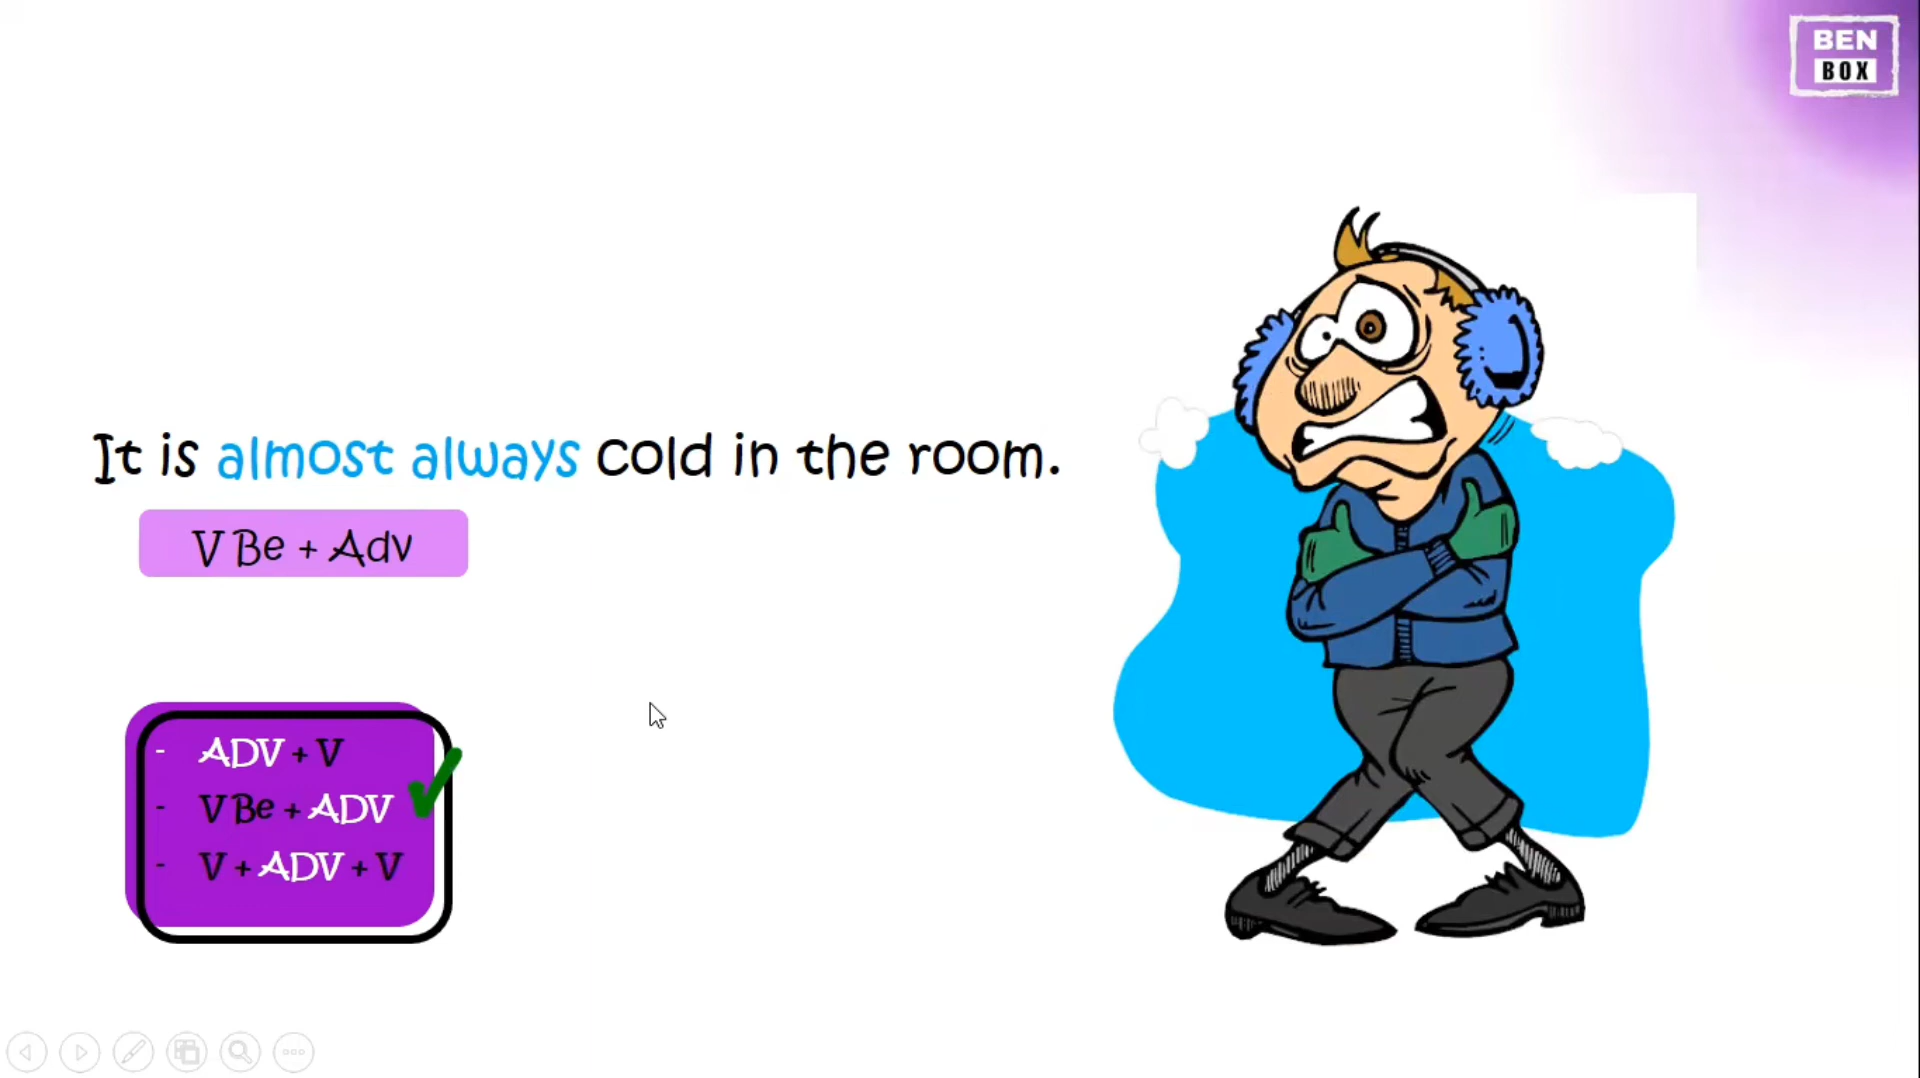 BEN
BOX
It is almost always cold in the room.
V Be + Adv
- ADV + V
- V Be + ADV
- V + ADV + V